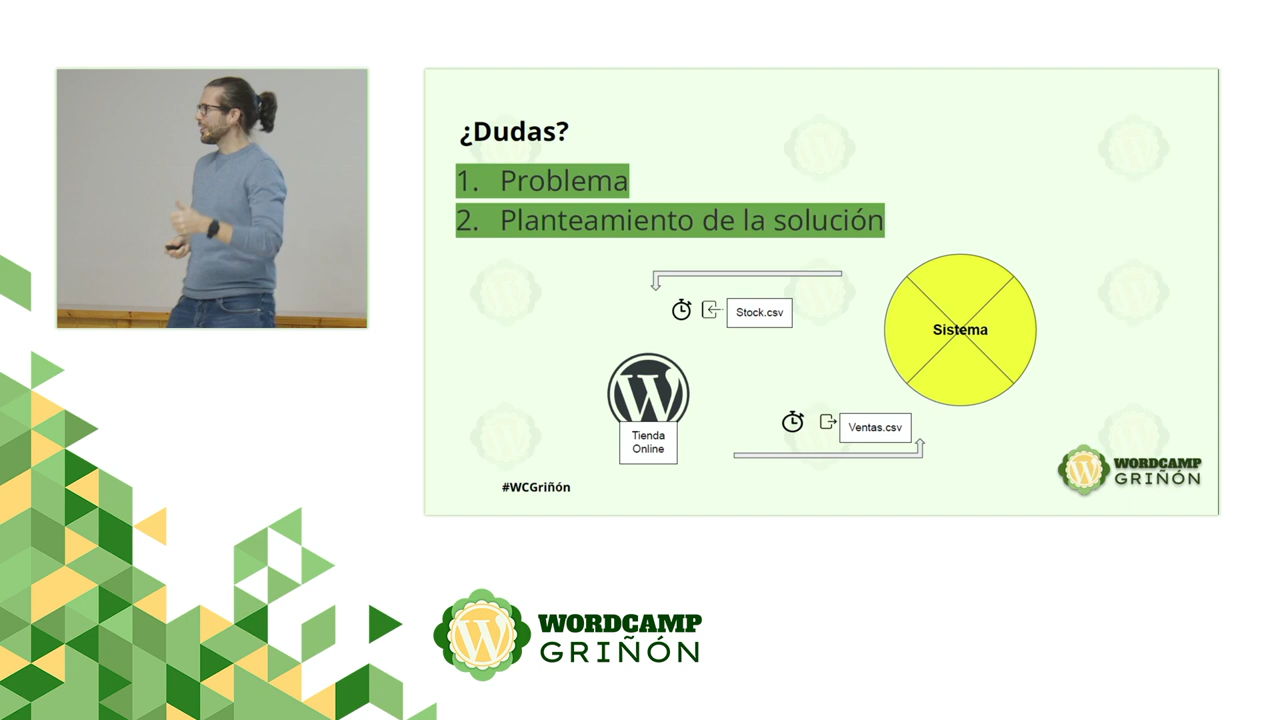 ¿Dudas?
1. Problema
2. Planteamiento de la solución
Stock.csv
Sistema
Tienda
Online
Ventas.csv
#WCGriñón
WORDCAMP
GRIÑÓN
WORDCAMP
GRIÑÓN